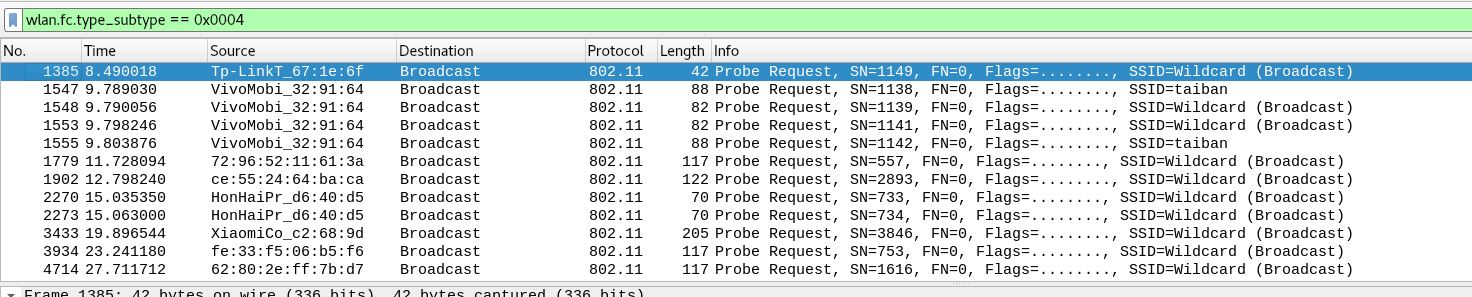 wlan.fc.type_subtype == 0x0004
No. Time Source Destination Protocol Length Info
1385 8.490018 Tp-LinkT_67:1e:6f Broadcast 802.11 42 Probe Request, SN=1149, FN=0, Flags=........, SSID=Wildcard (Broadcast)
1547 9.789030 VivoMobi_32:91:64 Broadcast 802.11 88 Probe Request, SN=1138, FN=0, Flags=........, SSID=taiban
1548 9.790056 VivoMobi_32:91:64 Broadcast 802.11 82 Probe Request, SN=1139, FN=0, Flags=........, SSID=Wildcard (Broadcast)
1553 9.798246 VivoMobi_32:91:64 Broadcast 802.11 82 Probe Request, SN=1141, FN=0, Flags=........, SSID=Wildcard (Broadcast)
1555 9.803876 VivoMobi_32:91:64 Broadcast 802.11 88 Probe Request, SN=1142, FN=0, Flags=........, SSID=taiban
1779 11.728094 72:96:52:11:61:3a Broadcast 802.11 117 Probe Request, SN=557, FN=0, Flags=........, SSID=Wildcard (Broadcast)
1902 12.798240 ce:55:24:64:ba:ca Broadcast 802.11 122 Probe Request, SN=2893, FN=0, Flags=........, SSID=Wildcard (Broadcast)
2270 15.035350 HonHaiPr_d6:40:d5 Broadcast 802.11 70 Probe Request, SN=733, FN=0, Flags=........, SSID=Wildcard (Broadcast)
2273 15.063000 HonHaiPr_d6:40:d5 Broadcast 802.11 70 Probe Request, SN=734, FN=0, Flags=........, SSID=Wildcard (Broadcast)
3433 19.896544 XiaomiCo_c2:68:9d Broadcast 802.11 205 Probe Request, SN=3846, FN=0, Flags=........, SSID=Wildcard (Broadcast)
3934 23.241180 fe:33:f5:06:b5:f6 Broadcast 802.11 117 Probe Request, SN=753, FN=0, Flags=........, SSID=Wildcard (Broadcast)
4714 27.711712 62:80:2e:ff:7b:d7 Broadcast 802.11 117 Probe Request, SN=1616, FN=0, Flags=........, SSID=Wildcard (Broadcast)
Frame 1385: 42 bytes on wire (336 bits), 42 bytes captured (336 bits)